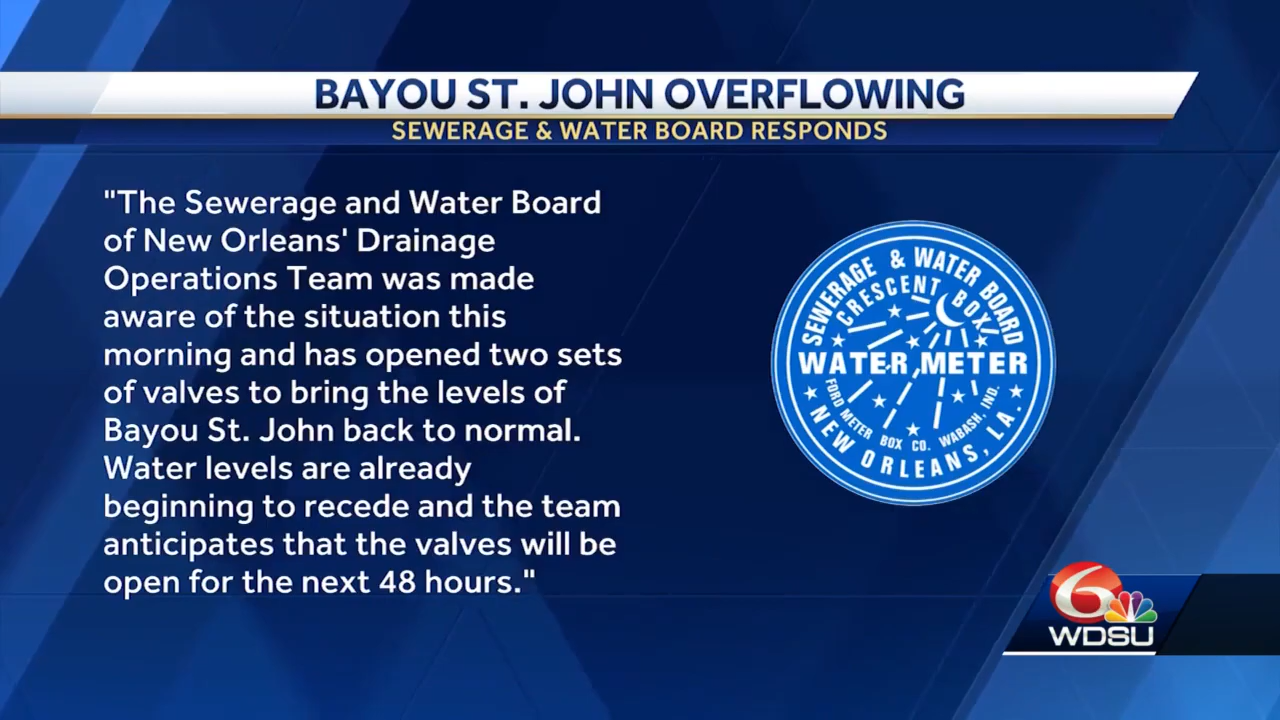 BAYOU ST. JOHN OVERFLOWING
SEWERAGE & WATER BOARD RESPONDS
"The Sewerage and Water Board
of New Orleans' Drainage
Operations Team was made
aware of the situation this
morning and has opened two sets
of valves to bring the levels of
Bayou St. John back to normal.
Water levels are already
beginning to recede and the team
anticipates that the valves will be
open for the next 48 hours."
SEWERAGE & WATER BOARD
CRESCENT BOX
WATER METER
FORD METER BOX CO. WABASH, IND.
NEW ORLEANS, LA.
6
WDSU